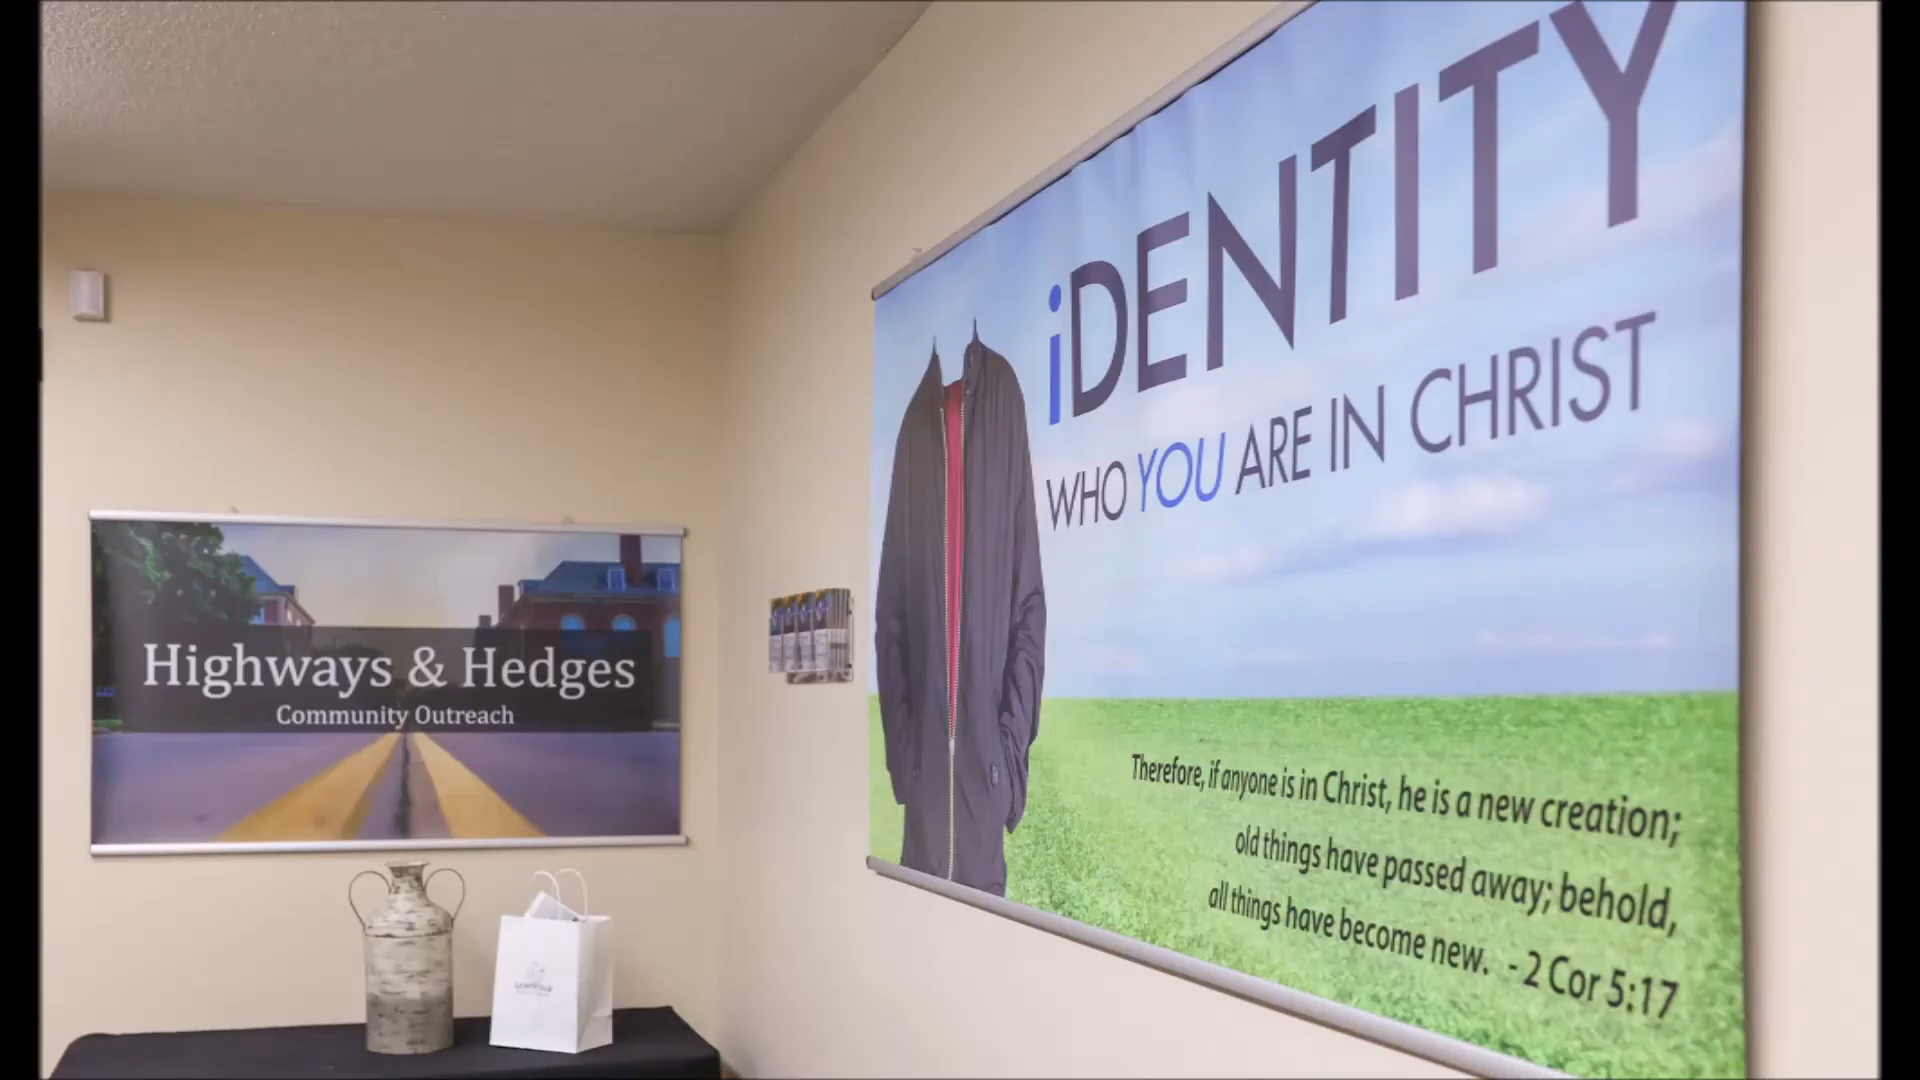 Highways & Hedges
Community Outreach
iDENTITY
WHO YOU ARE IN CHRIST
Therefore, if anyone is in Christ, he is a new creation;
old things have passed away; behold,
all things have become new. - 2 Cor 5:17